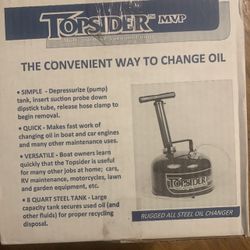 TOPSIDER MVP
THE CONVENIENT WAY TO CHANGE OIL
• SIMPLE - Depressurize (pump)
tank, insert suction probe down
dipstick tube, release hose clamp to
begin removal.
• QUICK - Makes fast work of
changing oil in boat and car engines
and many other maintenance uses.
• VERSATILE - Boat owners learn
quickly that the Topsider is useful
for many other jobs at home; cars,
RV maintenance, motorcycles, lawn
and garden equipment, etc.
• 8 QUART STEEL TANK - Large
capacity tank secures used oil (and
other fluids) for proper recycling
disposal.
TOPSIDER
RUGGED ALL STEEL OIL CHANGER